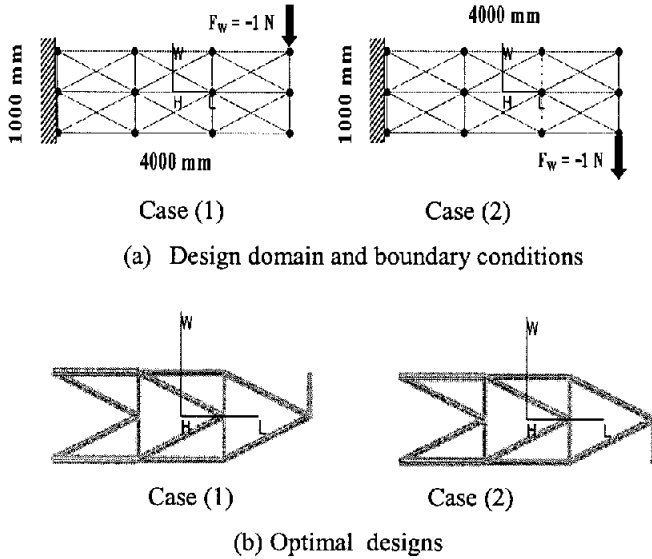 F_W = -1 N
4000 mm
W
W
1000 mm
H
L
1000 mm
H
L
4000 mm
F_W = -1 N
Case (1)
Case (2)
(a) Design domain and boundary conditions
W
W
H
L
H
L
Case (1)
Case (2)
(b) Optimal designs